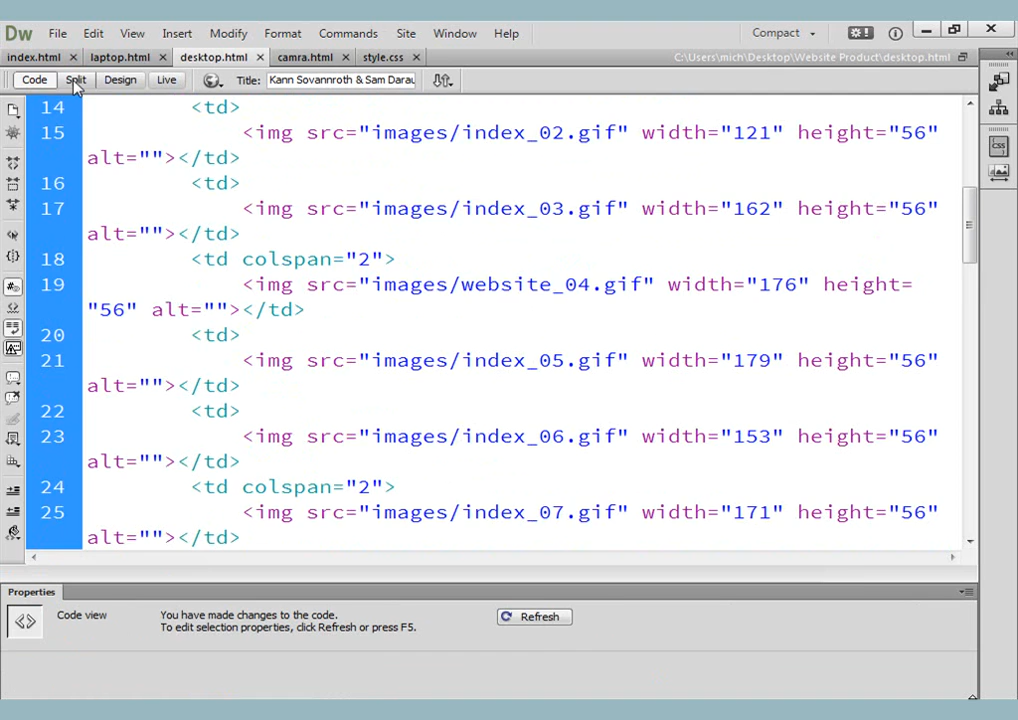 Dw File Edit View Insert Modify Format Commands Site Window Help Compact
index.html laptop.html desktop.html camra.html style.css C:\Users\mich\Desktop\Website Product\desktop.html
Code Split Design Live Title: Kann Sovannroth & Sam Darau
14 <td>
15 <img src="images/index_02.gif" width="121" height="56"
alt=""></td>
16 <td>
17 <img src="images/index_03.gif" width="162" height="56"
alt=""></td>
18 <td colspan="2">
19 <img src="images/website_04.gif" width="176" height=
"56" alt=""></td>
20 <td>
21 <img src="images/index_05.gif" width="179" height="56"
alt=""></td>
22 <td>
23 <img src="images/index_06.gif" width="153" height="56"
alt=""></td>
24 <td colspan="2">
25 <img src="images/index_07.gif" width="171" height="56"
alt=""></td>
Properties
Code view You have made changes to the code. Refresh
To edit selection properties, click Refresh or press F5.